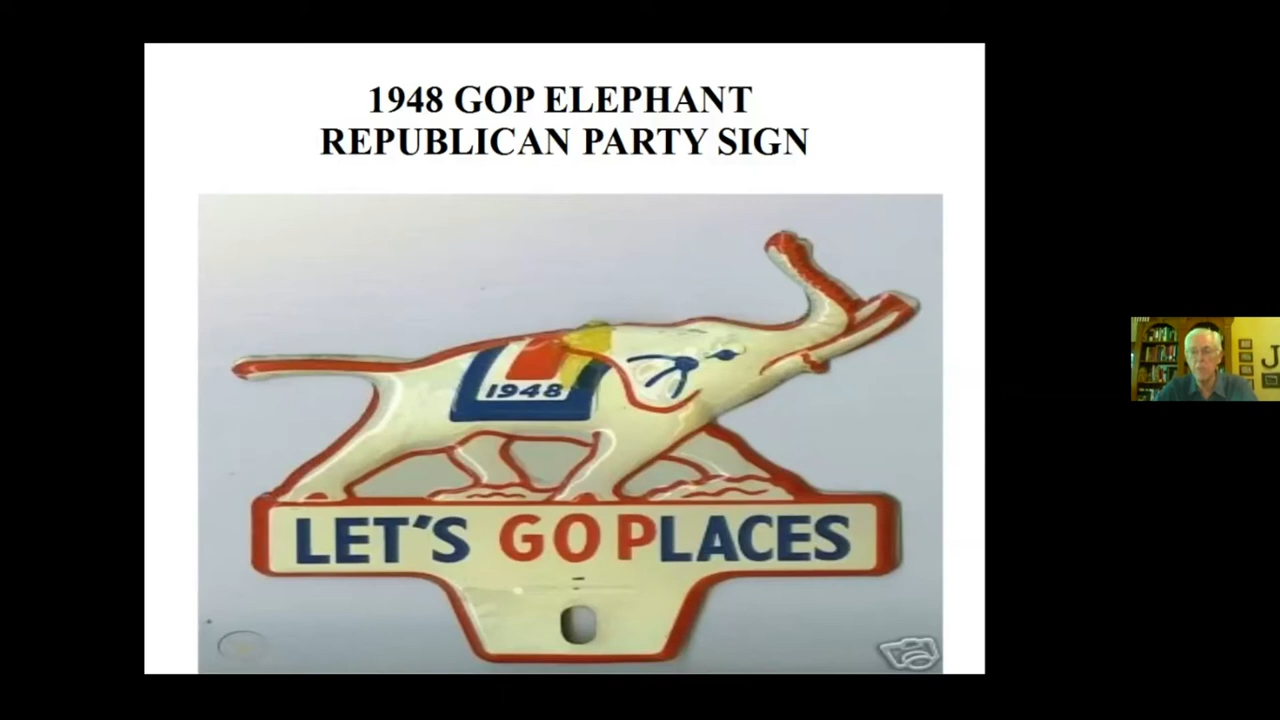 1948 GOP ELEPHANT
REPUBLICAN PARTY SIGN
1948
LET'S GO PLACES